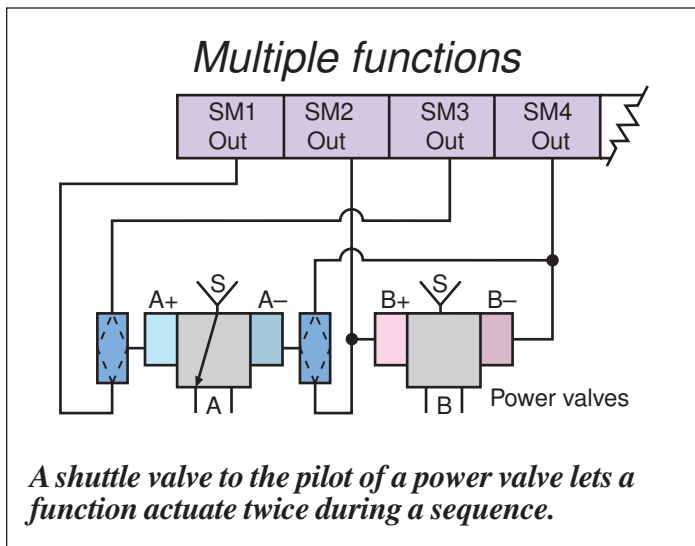 Multiple functions
SM1 SM2 SM3 SM4
Out Out Out Out
S S
A+ A– B+ B–
A B
Power valves
A shuttle valve to the pilot of a power valve lets a
function actuate twice during a sequence.